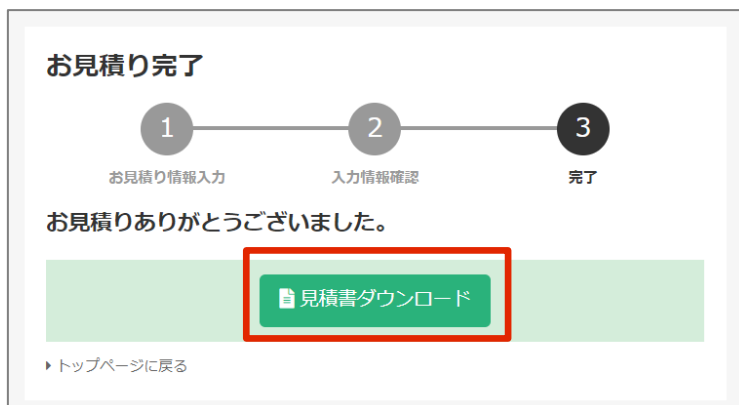 お見積り完了
1 2 3
お見積り情報入力 入力情報確認 完了
お見積りありがとうございました。
見積書ダウンロード
トップページに戻る